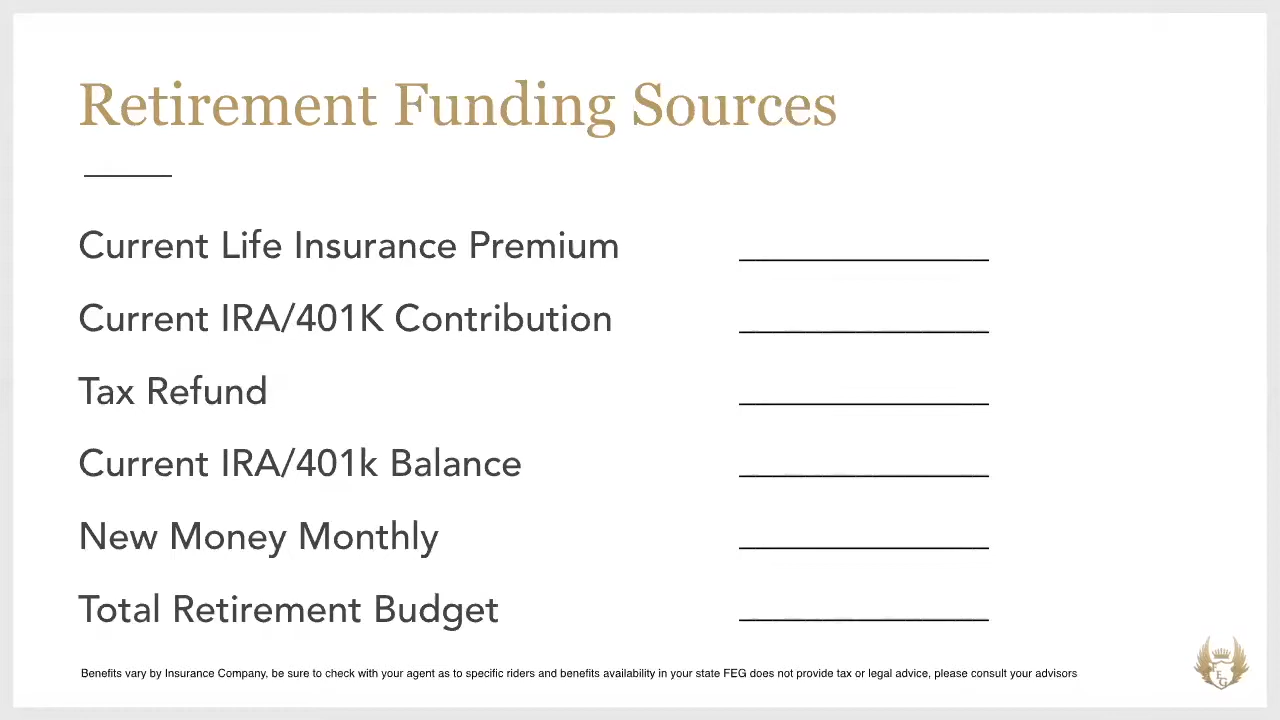 Retirement Funding Sources
Current Life Insurance Premium
Current IRA/401K Contribution
Tax Refund
Current IRA/401k Balance
New Money Monthly
Total Retirement Budget
Benefits vary by Insurance Company, be sure to check with your agent as to specific riders and benefits availability in your state FEG does not provide tax or legal advice, please consult your advisors
FEG